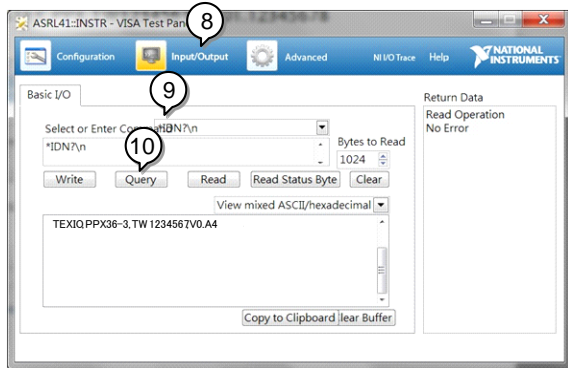 ASRL41::INSTR - VISA Test Pan
8
Configuration Input/Output Advanced NI I/O Trace Help NATIONAL INSTRUMENTS
Basic I/O
9
Return Data
Read Operation
No Error
Select or Enter Command *IDN?\n
10
*IDN?\n
Bytes to Read
1024
Write Query Read Read Status Byte Clear
View mixed ASCII/hexadecimal
TEXIO,PPX36-3,TW1234567,V0.A4
Copy to Clipboard lear Buffer